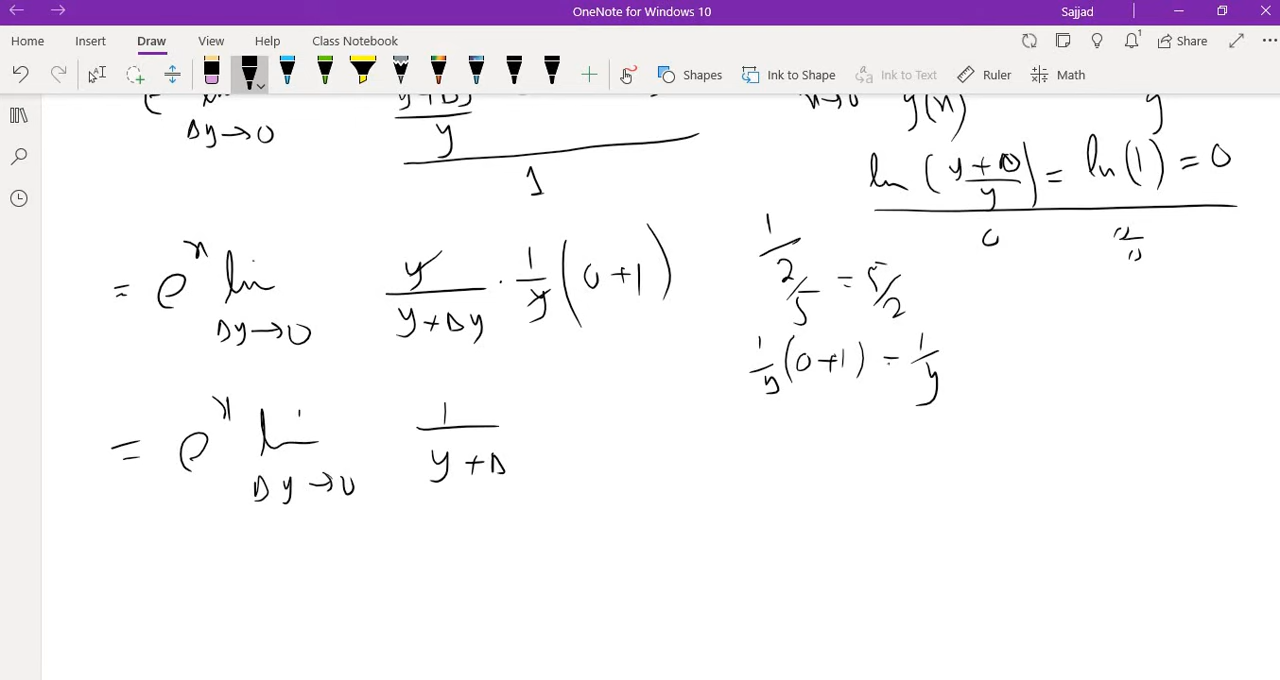 OneNote for Windows 10
Sajjad
Home Insert Draw View Help Class Notebook
Share
Shapes Ink to Shape Ink to Text Ruler Math
Δy→0
y
1
y
ln (y+0/y) = ln(1) = 0
0
= e^x lim Δy→0 y/(y+Δy) · 1/y (0+1)
1/(2/5) = 5/2
1/y (0+1) = 1/y
= e^x lim Δy→0 1/(y+Δ